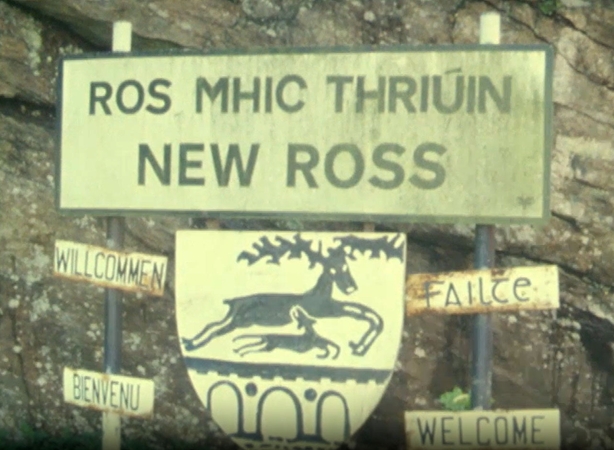 ROS MHIC THRIÚIN
NEW ROSS
WILLCOMMEN
FAILTE
BIENVENU
WELCOME